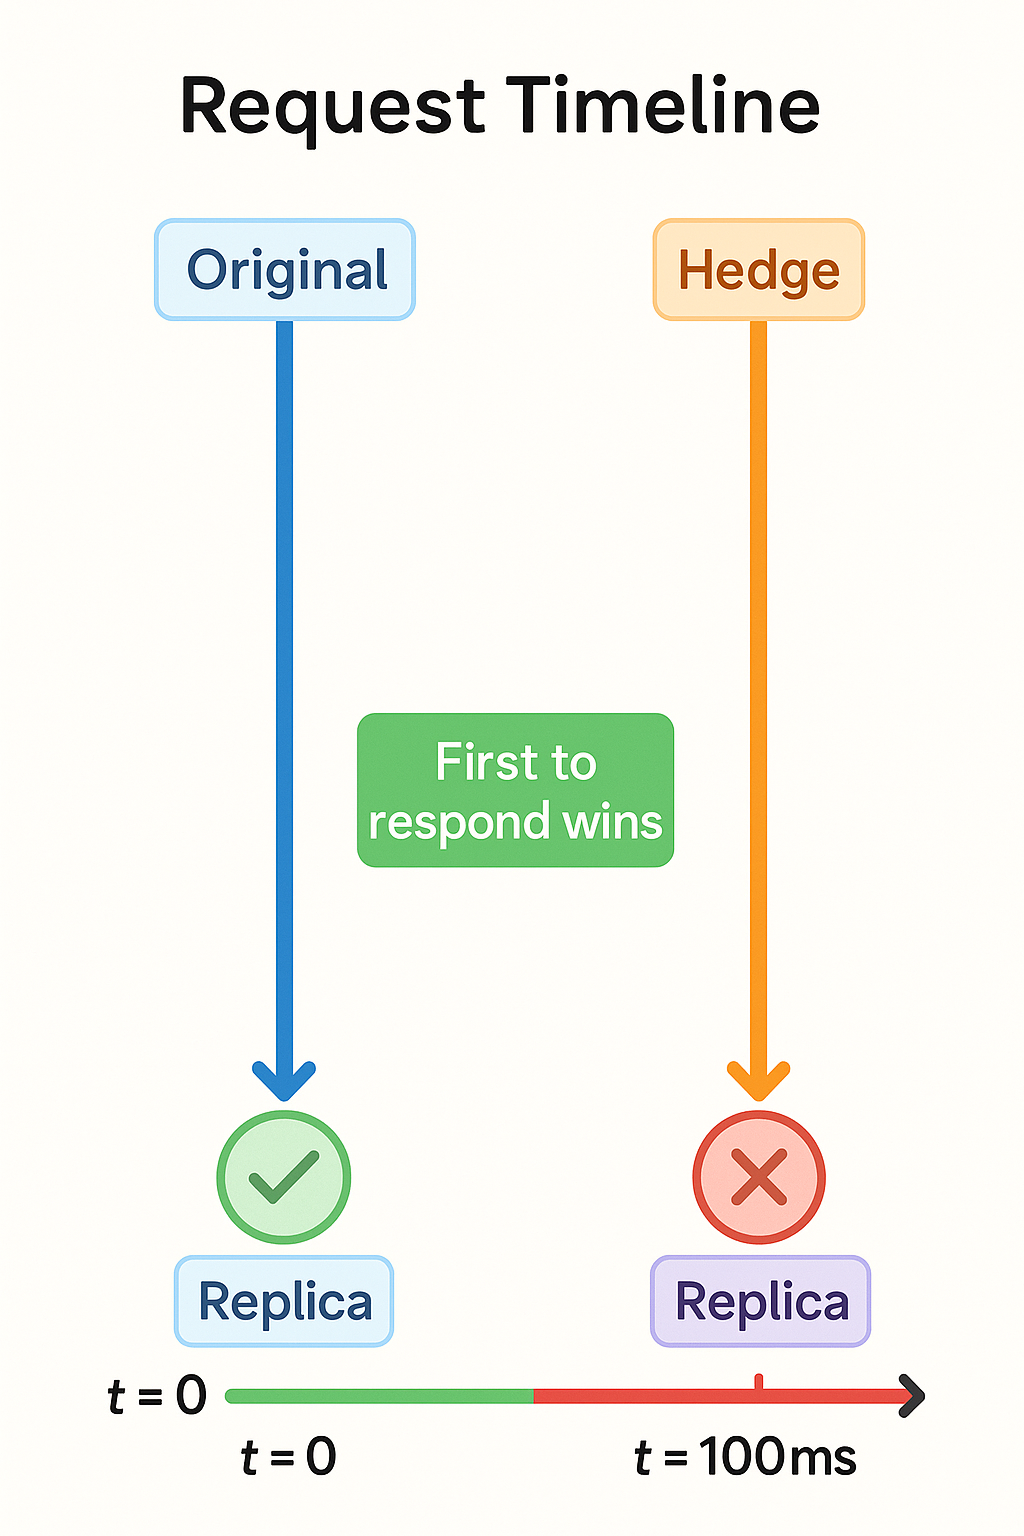 Request Timeline
Original
Hedge
First to
respond wins
Replica
Replica
t = 0
t = 0
t = 100ms